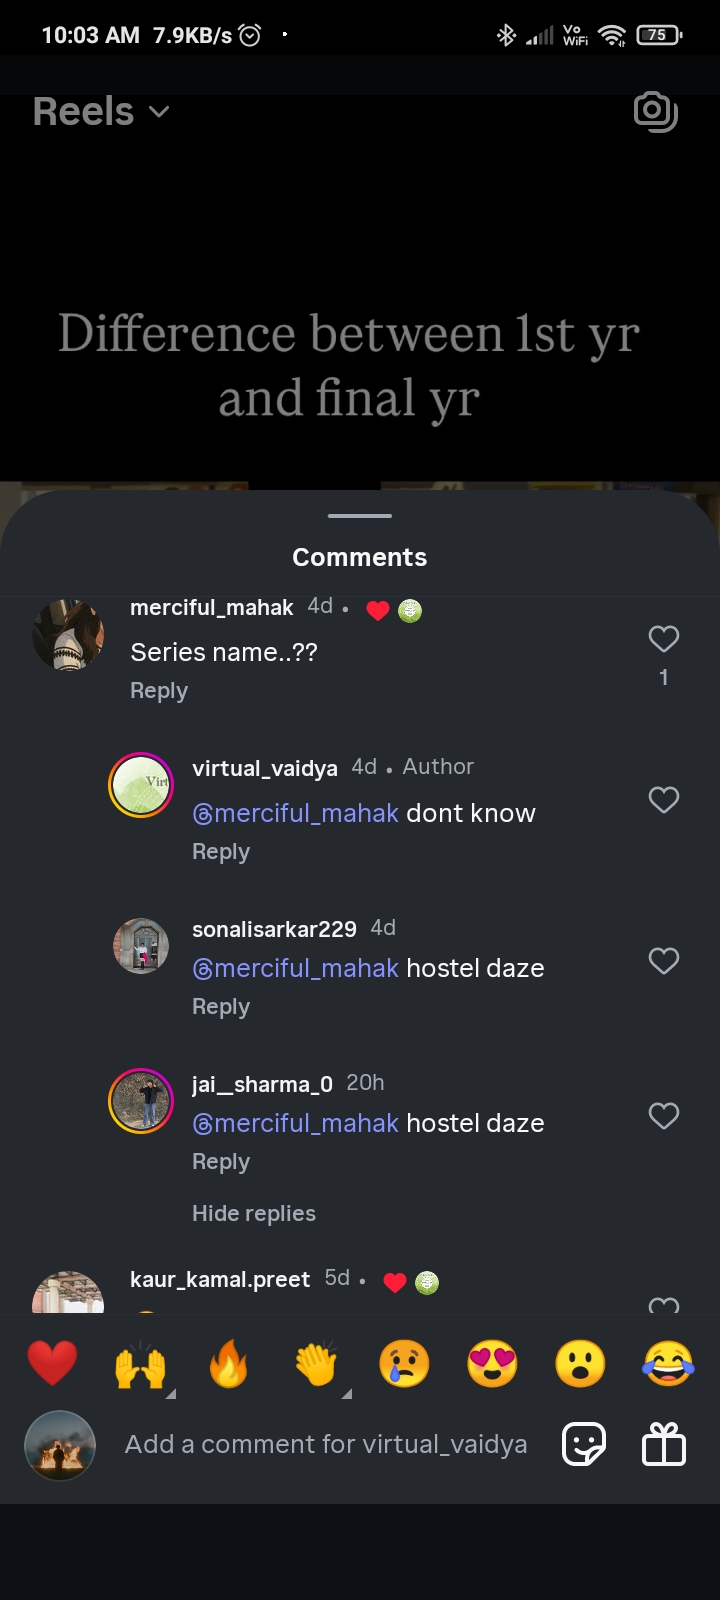 10:03 AM 7.9KB/s Vo WiFi 75
Reels
Difference between 1st yr
and final yr
Comments
merciful_mahak 4d •
Series name..??
Reply
1
virtual_vaidya 4d • Author
@merciful_mahak dont know
Reply
sonalisarkar229 4d
@merciful_mahak hostel daze
Reply
jai__sharma_0 20h
@merciful_mahak hostel daze
Reply
Hide replies
kaur_kamal.preet 5d •
Add a comment for virtual_vaidya